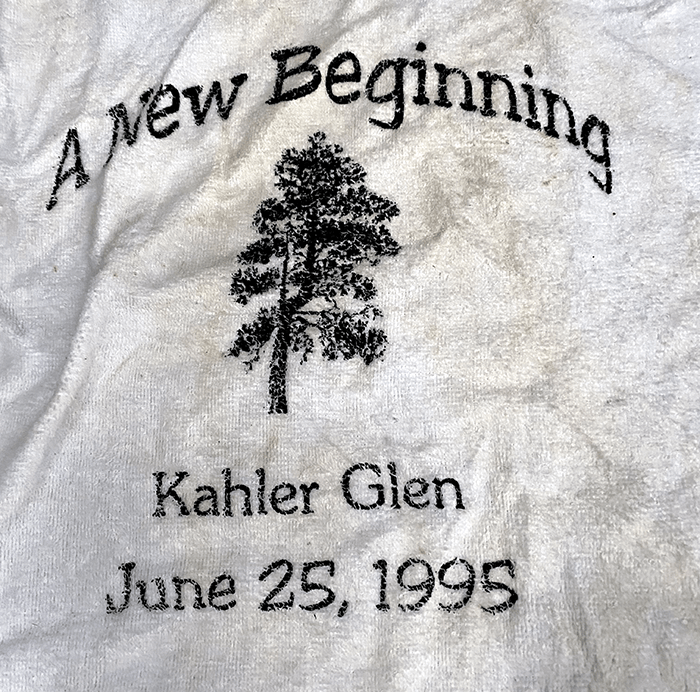 A New Beginning
Kahler Glen
June 25, 1995